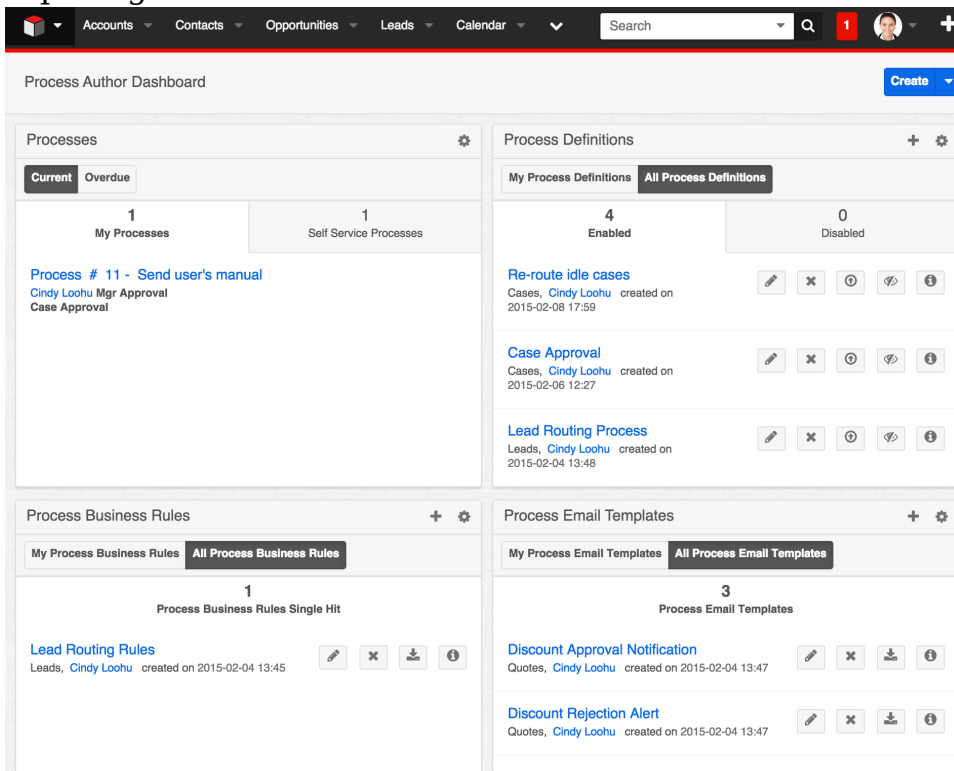 Accounts Contacts Opportunities Leads Calendar Search 1
Process Author Dashboard
Create
Processes
Current Overdue
1
My Processes
1
Self Service Processes
Process # 11 - Send user's manual
Cindy Loohu Mgr Approval
Case Approval
Process Definitions
My Process Definitions All Process Definitions
4
Enabled
0
Disabled
Re-route idle cases
Cases, Cindy Loohu created on
2015-02-08 17:59
Case Approval
Cases, Cindy Loohu created on
2015-02-06 12:27
Lead Routing Process
Leads, Cindy Loohu created on
2015-02-04 13:48
Process Business Rules
My Process Business Rules All Process Business Rules
1
Process Business Rules Single Hit
Lead Routing Rules
Leads, Cindy Loohu created on 2015-02-04 13:45
Process Email Templates
My Process Email Templates All Process Email Templates
3
Process Email Templates
Discount Approval Notification
Quotes, Cindy Loohu created on 2015-02-04 13:47
Discount Rejection Alert
Quotes, Cindy Loohu created on 2015-02-04 13:47